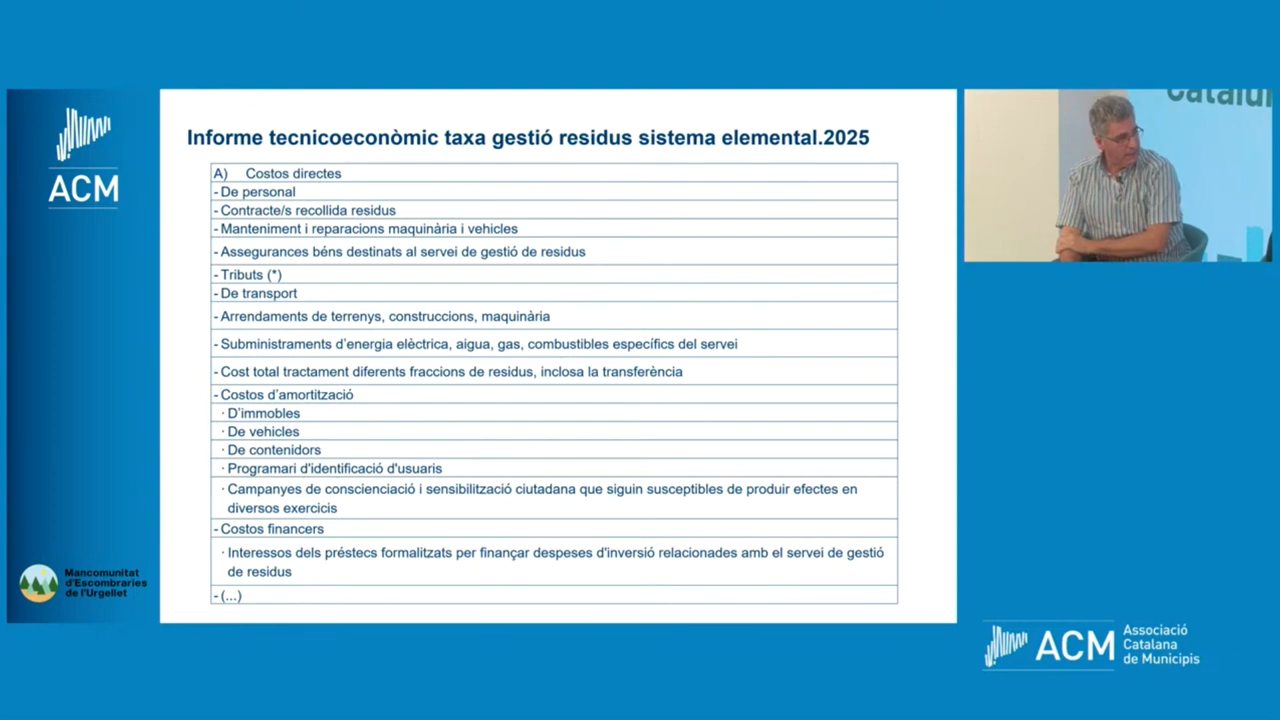 ACM
Informe tecnicoeconòmic taxa gestió residus sistema elemental.2025
A) Costos directes
- De personal
- Contracte/s recollida residus
- Manteniment i reparacions maquinària i vehicles
- Assegurances béns destinats al servei de gestió de residus
- Tributs (*)
- De transport
- Arrendaments de terrenys, construccions, maquinària
- Subministraments d'energia elèctrica, aigua, gas, combustibles específics del servei
- Cost total tractament diferents fraccions de residus, inclosa la transferència
- Costos d'amortització
· D'immobles
· De vehicles
· De contenidors
· Programari d'identificació d'usuaris
· Campanyes de conscienciació i sensibilització ciutadana que siguin susceptibles de produir efectes en
diversos exercicis
- Costos financers
· Interessos dels préstecs formalitzats per finançar despeses d'inversió relacionades amb el servei de gestió
de residus
- (...)
Mancomunitat
d'Escombraries
de l'Urgellet
ACM
Associació
Catalana
de Municipis